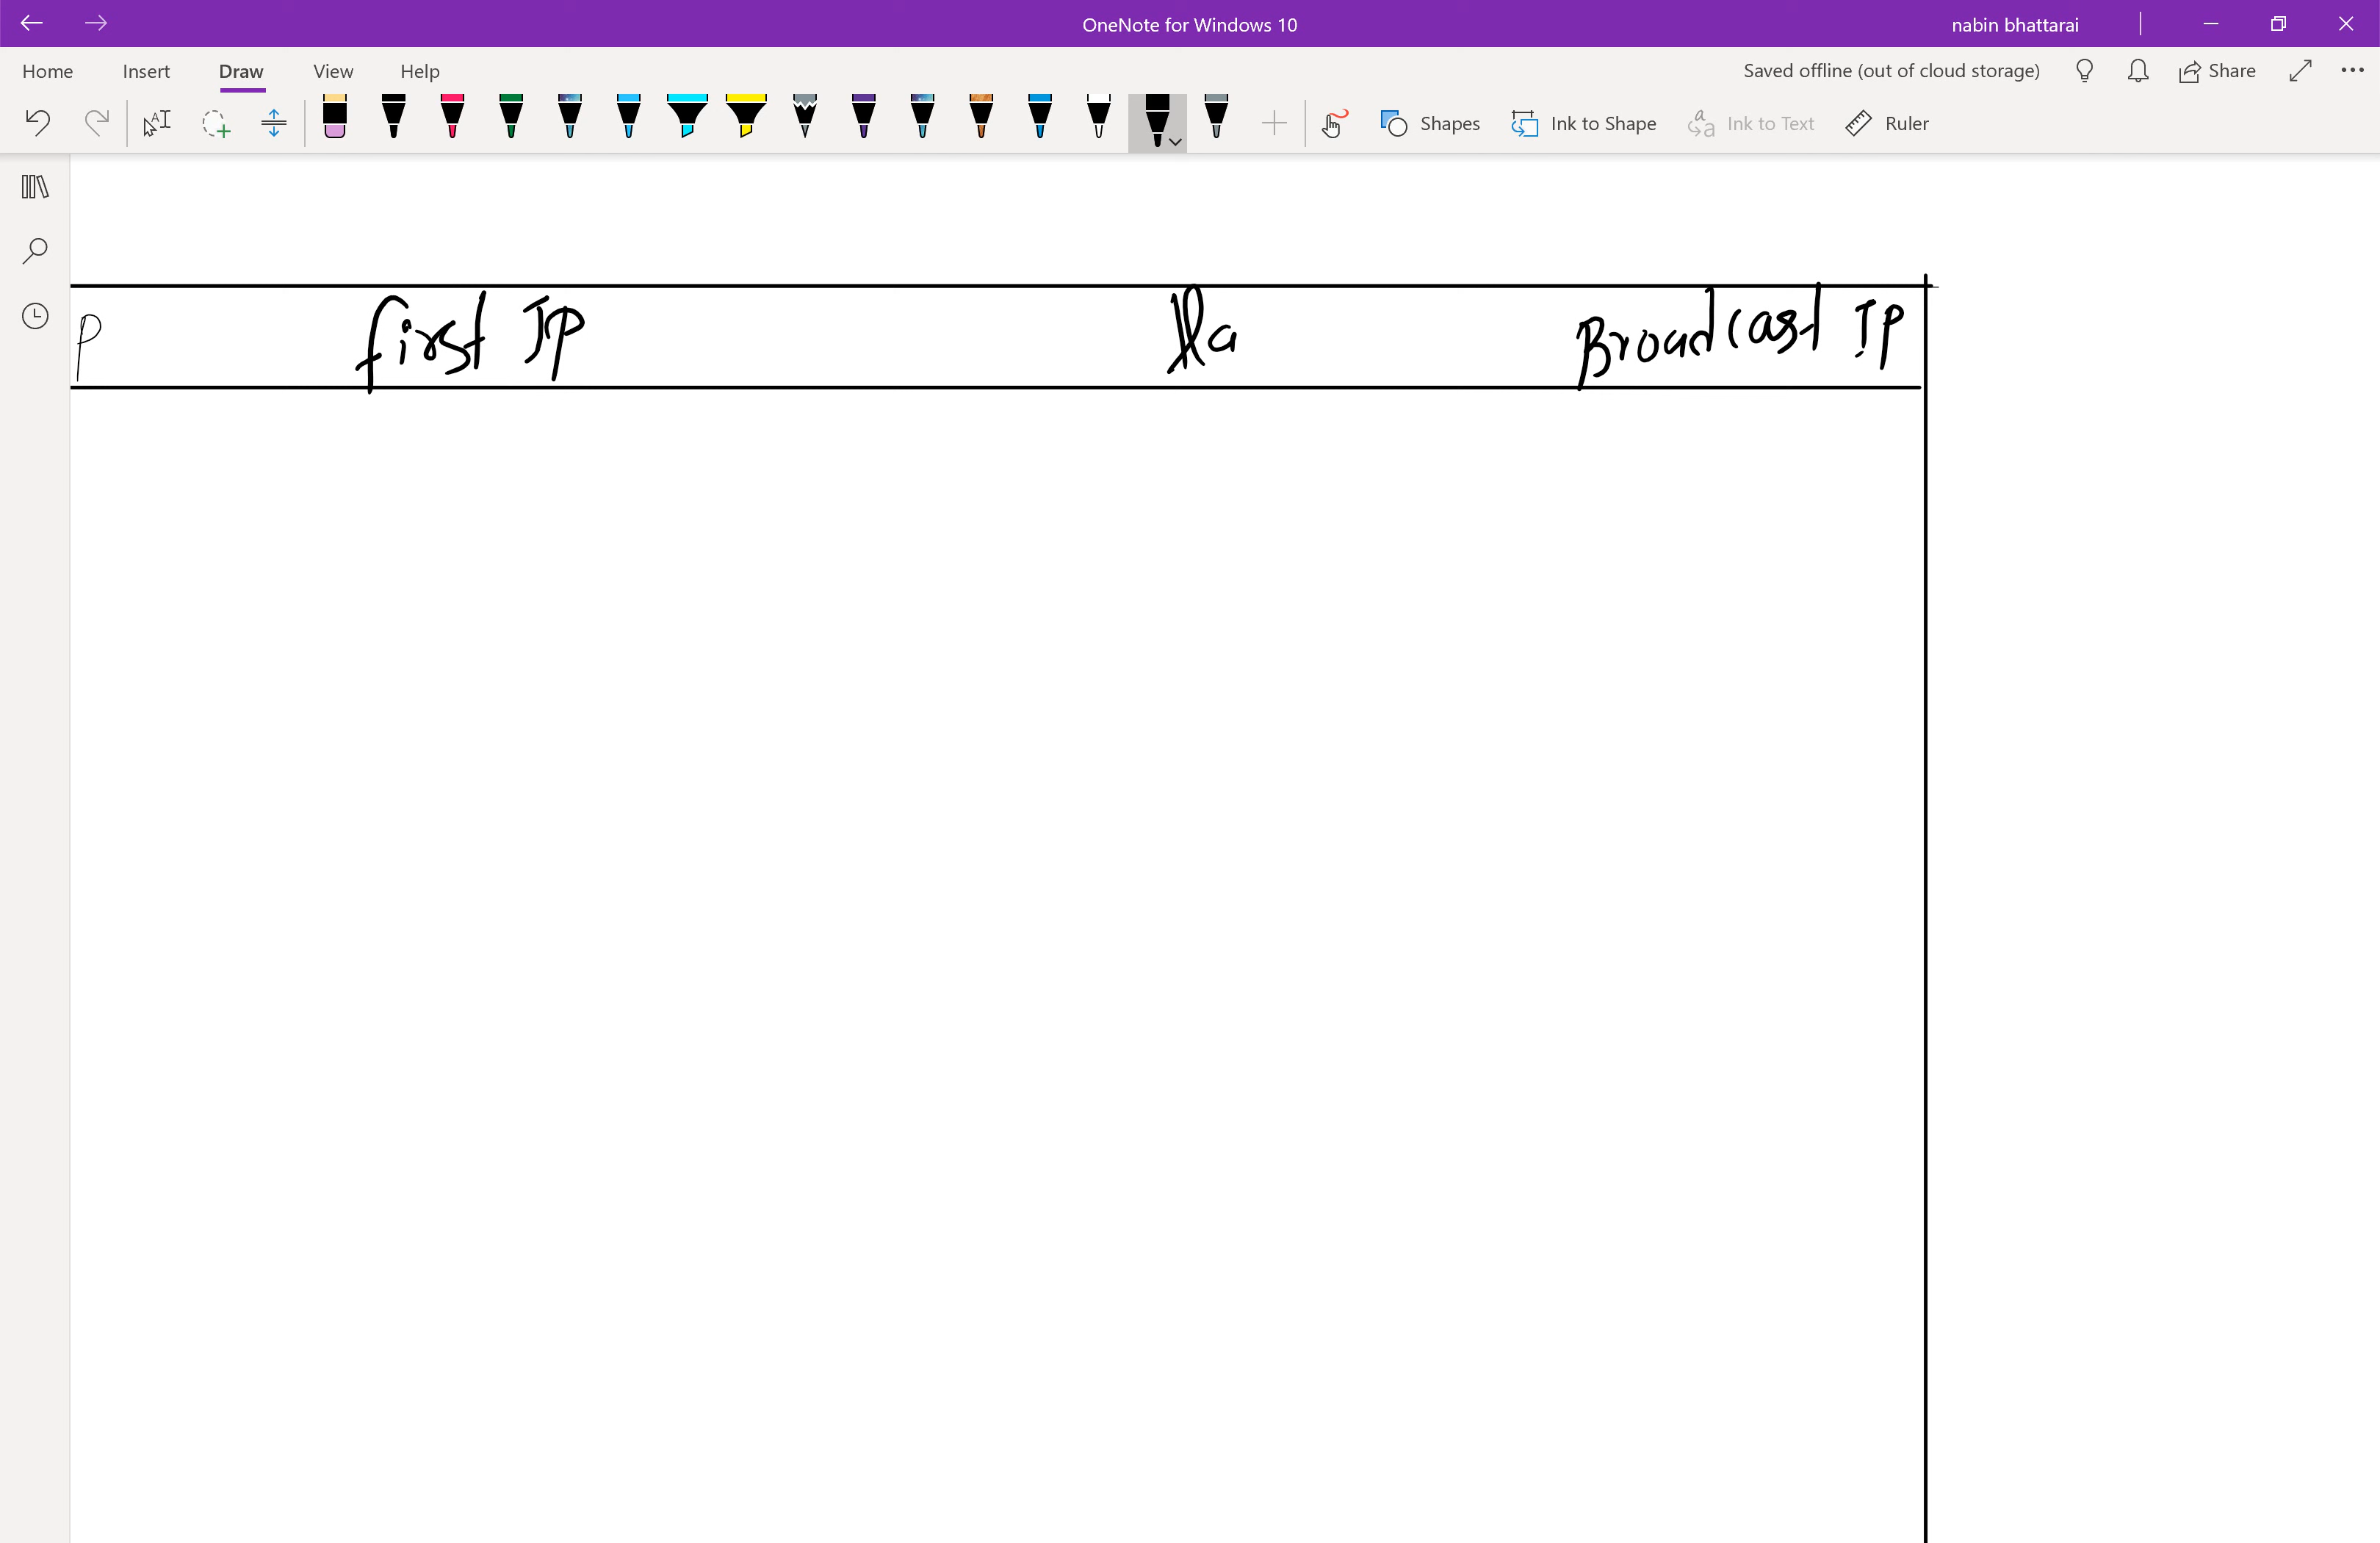 OneNote for Windows 10
nabin bhattarai
Home Insert Draw View Help
Saved offline (out of cloud storage) Share
Shapes Ink to Shape Ink to Text Ruler
P first IP la Broadcast IP